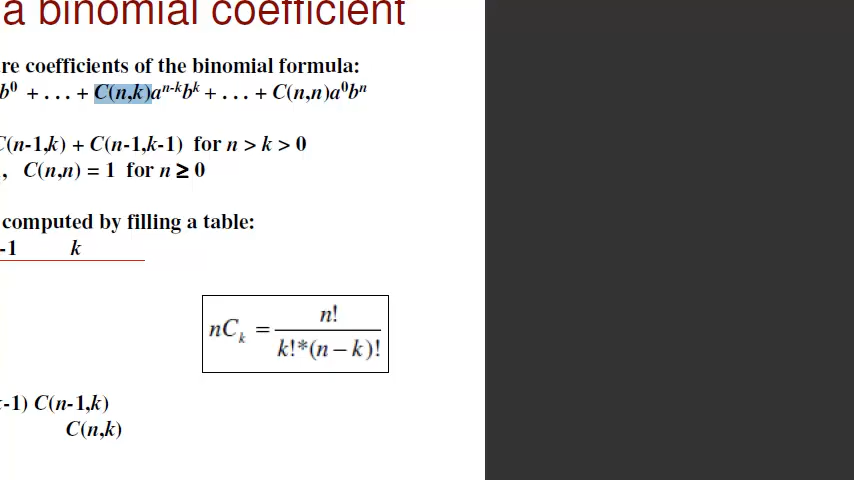 a binomial coefficient
re coefficients of the binomial formula:
b⁰ + . . . + C(n,k)aⁿ⁻ᵏbᵏ + . . . + C(n,n)a⁰bⁿ
C(n-1,k) + C(n-1,k-1) for n > k > 0
, C(n,n) = 1 for n ≥ 0
computed by filling a table:
-1 k
nCₖ = n! / k!*(n – k)!
-1) C(n-1,k)
C(n,k)